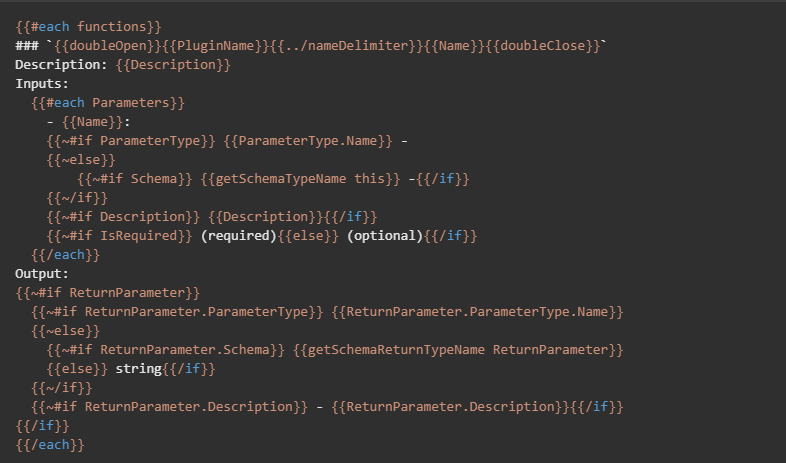 {{#each functions}}
### `{{doubleOpen}}{{PluginName}}{{../nameDelimiter}}{{Name}}{{doubleClose}}`
Description: {{Description}}
Inputs:
  {{#each Parameters}}
    - {{Name}}:
    {{~#if ParameterType}} {{ParameterType.Name}} -
    {{~else}}
        {{~#if Schema}} {{getSchemaTypeName this}} -{{/if}}
    {{~/if}}
    {{~#if Description}} {{Description}}{{/if}}
    {{~#if IsRequired}} (required){{else}} (optional){{/if}}
  {{/each}}
Output:
{{~#if ReturnParameter}}
  {{~#if ReturnParameter.ParameterType}} {{ReturnParameter.ParameterType.Name}}
  {{~else}}
    {{~#if ReturnParameter.Schema}} {{getSchemaReturnTypeName ReturnParameter}}
    {{else}} string{{/if}}
  {{~/if}}
  {{~#if ReturnParameter.Description}} - {{ReturnParameter.Description}}{{/if}}
{{/if}}
{{/each}}